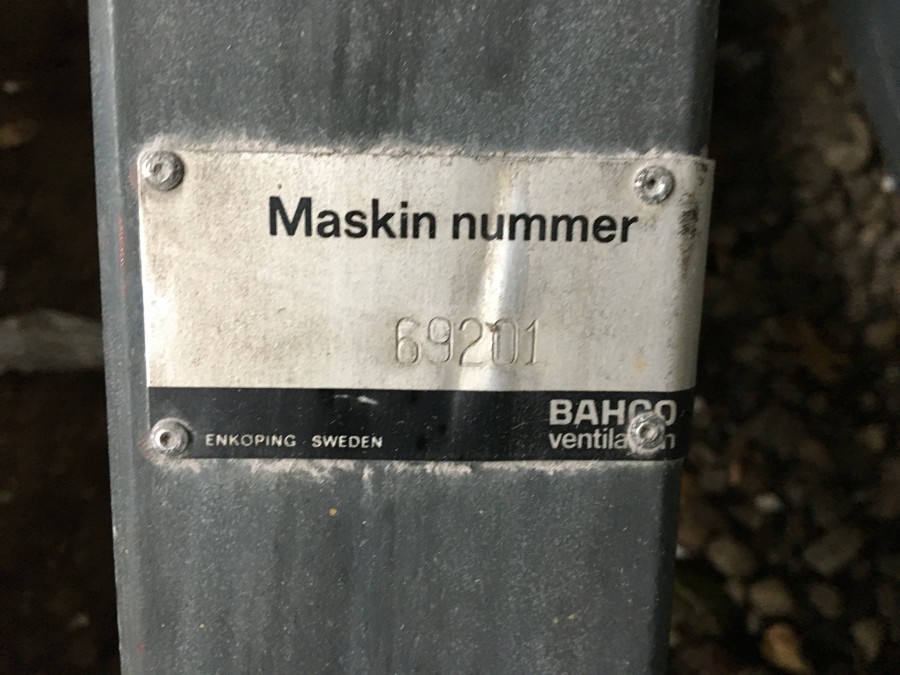 Maskin nummer
69201
BAHCO
ENKOPING SWEDEN
ventilation